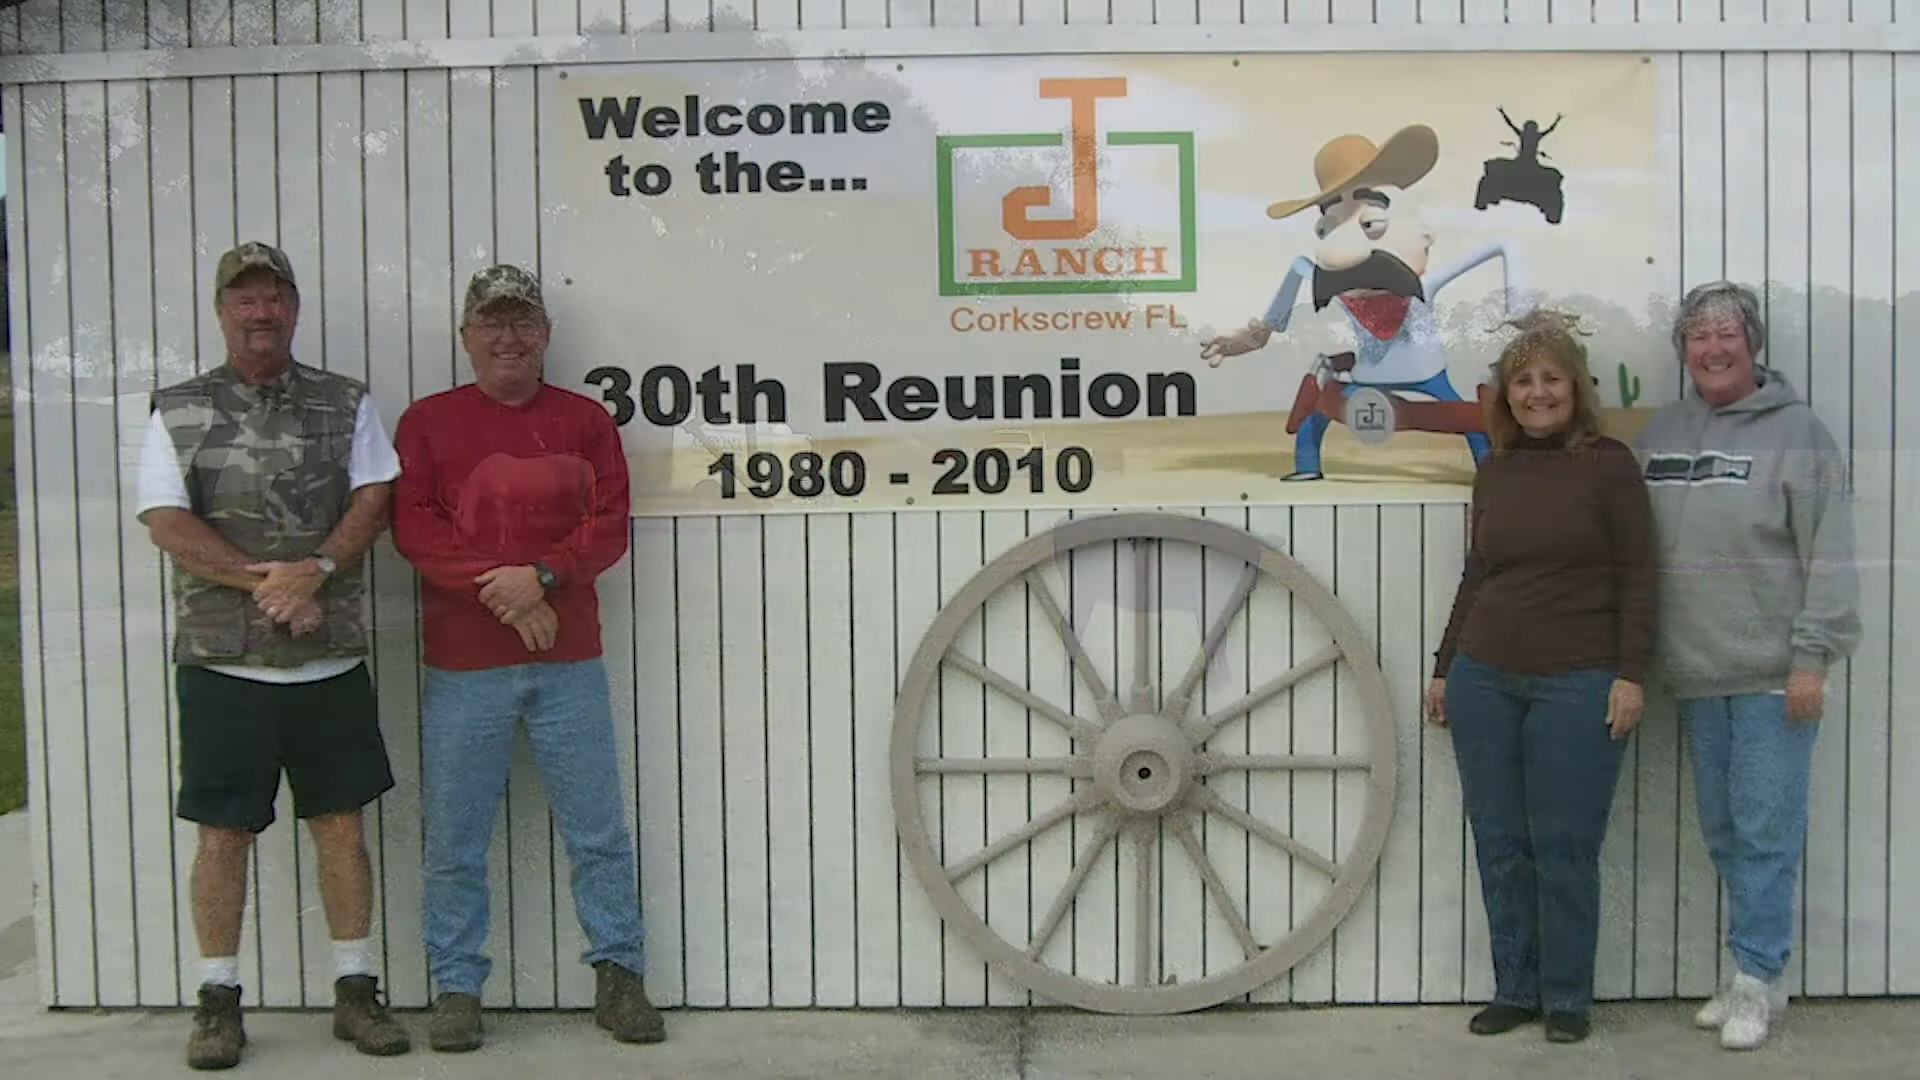 Welcome
to the...
J
RANCH
Corkscrew FL
30th Reunion
1980 - 2010
J